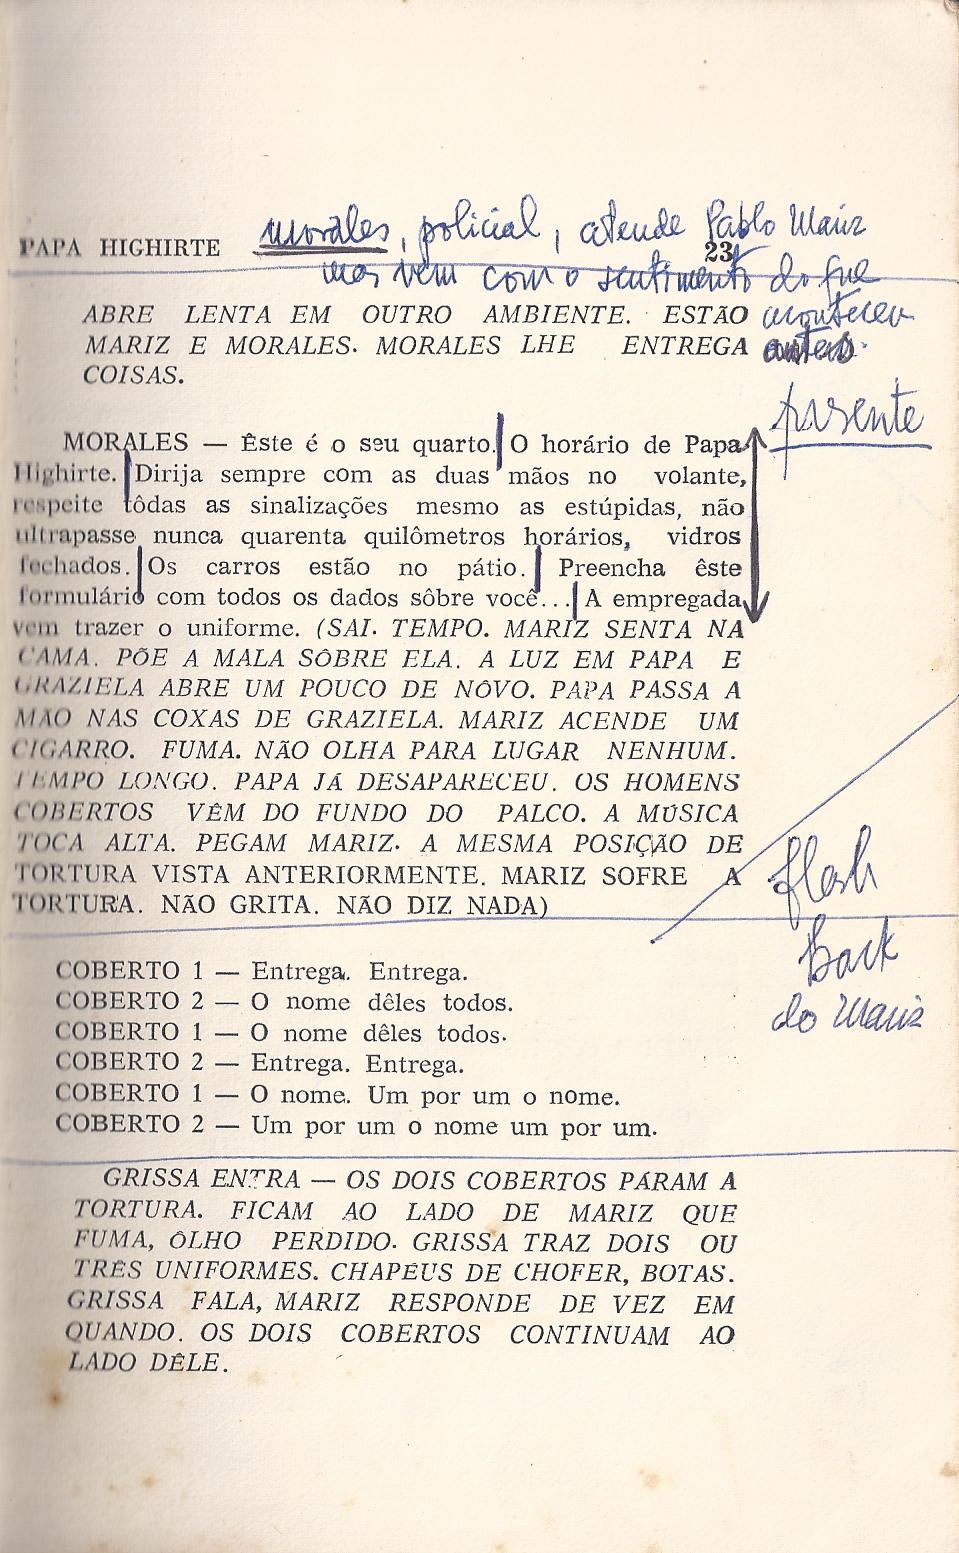 PAPA HIGHIRTE
morales, policial, atende Pablo Mariz
23
mas vem com o sentimento do que
aconteceu
antes.
ABRE LENTA EM OUTRO AMBIENTE. ESTÃO
MARIZ E MORALES. MORALES LHE ENTREGA
COISAS.
presente
MORALES — Êste é o seu quarto. O horário de Papa
Highirte. Dirija sempre com as duas mãos no volante,
respeite tôdas as sinalizações mesmo as estúpidas, não
ultrapasse nunca quarenta quilômetros horários, vidros
fechados. Os carros estão no pátio. Preencha êste
formulário com todos os dados sôbre você... A empregada
vem trazer o uniforme. (SAI. TEMPO. MARIZ SENTA NA
CAMA. PÕE A MALA SÔBRE ELA. A LUZ EM PAPA E
GRAZIELA ABRE UM POUCO DE NÔVO. PAPA PASSA A
MÃO NAS COXAS DE GRAZIELA. MARIZ ACENDE UM
CIGARRO. FUMA. NÃO OLHA PARA LUGAR NENHUM.
TEMPO LONGO. PAPA JÁ DESAPARECEU. OS HOMENS
COBERTOS VÊM DO FUNDO DO PALCO. A MÚSICA
TOCA ALTA. PEGAM MARIZ. A MESMA POSIÇÃO DE
TORTURA VISTA ANTERIORMENTE. MARIZ SOFRE A
TORTURA. NÃO GRITA. NÃO DIZ NADA)
flash
Back
do Mariz
COBERTO 1 — Entrega. Entrega.
COBERTO 2 — O nome dêles todos.
COBERTO 1 — O nome dêles todos.
COBERTO 2 — Entrega. Entrega.
COBERTO 1 — O nome. Um por um o nome.
COBERTO 2 — Um por um o nome um por um.
GRISSA ENTRA — OS DOIS COBERTOS PÁRAM A
TORTURA. FICAM AO LADO DE MARIZ QUE
FUMA, ÔLHO PERDIDO. GRISSA TRAZ DOIS OU
TRÊS UNIFORMES. CHAPÉUS DE CHOFER, BOTAS.
GRISSA FALA, MARIZ RESPONDE DE VEZ EM
QUANDO. OS DOIS COBERTOS CONTINUAM AO
LADO DÊLE.